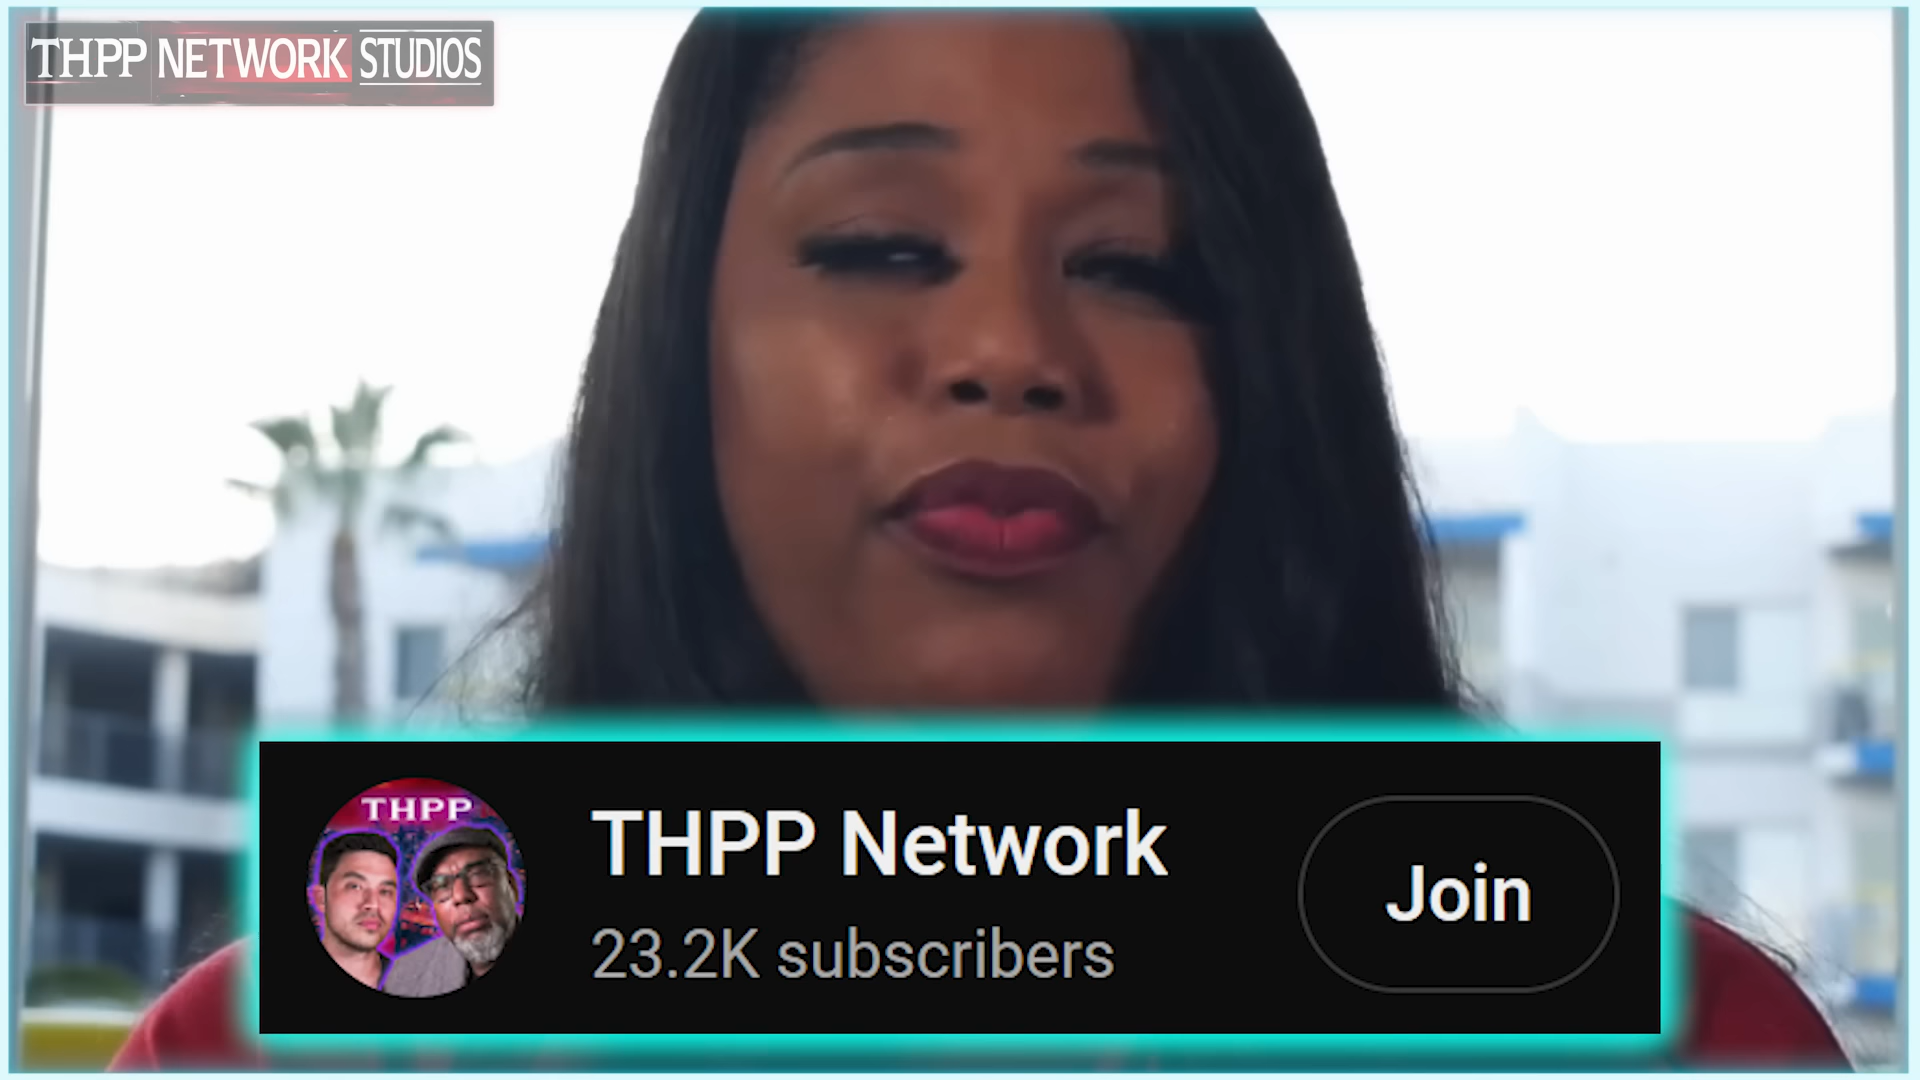 THPP NETWORK STUDIOS
THPP
THPP Network
23.2K subscribers
Join